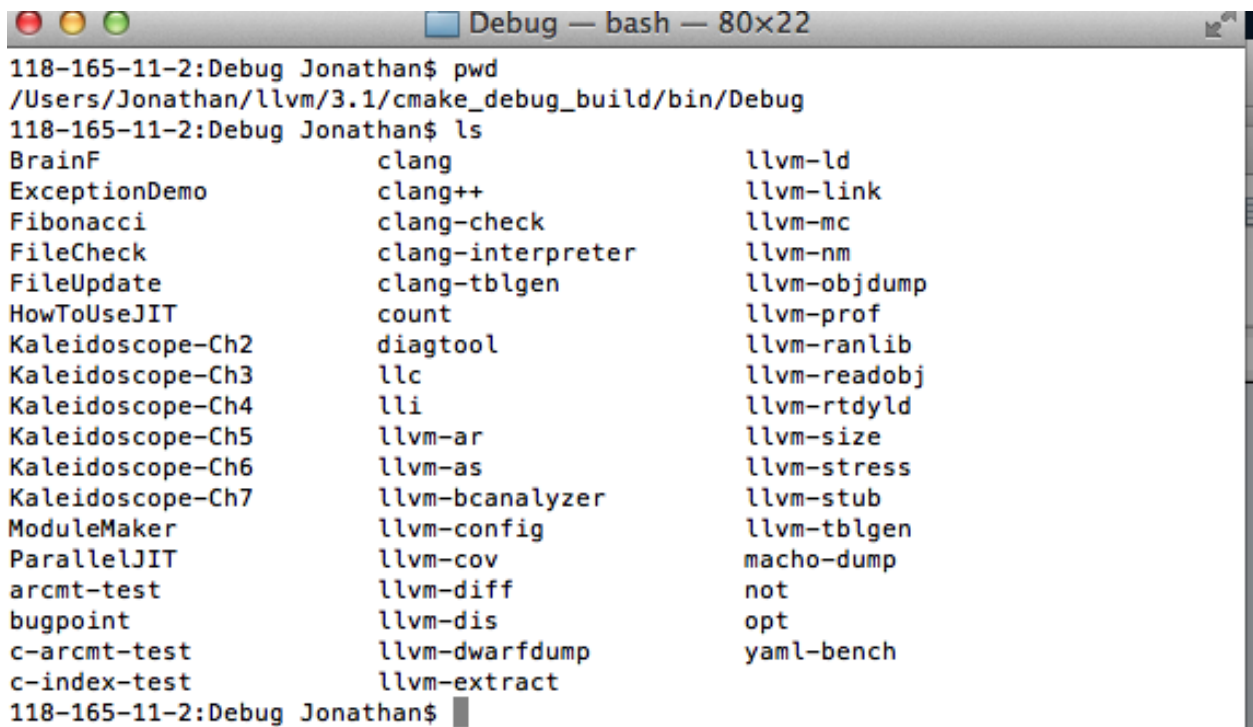 Debug — bash — 80×22
118-165-11-2:Debug Jonathan$ pwd
/Users/Jonathan/llvm/3.1/cmake_debug_build/bin/Debug
118-165-11-2:Debug Jonathan$ ls
BrainF clang llvm-ld
ExceptionDemo clang++ llvm-link
Fibonacci clang-check llvm-mc
FileCheck clang-interpreter llvm-nm
FileUpdate clang-tblgen llvm-objdump
HowToUseJIT count llvm-prof
Kaleidoscope-Ch2 diagtool llvm-ranlib
Kaleidoscope-Ch3 llc llvm-readobj
Kaleidoscope-Ch4 lli llvm-rtdyld
Kaleidoscope-Ch5 llvm-ar llvm-size
Kaleidoscope-Ch6 llvm-as llvm-stress
Kaleidoscope-Ch7 llvm-bcanalyzer llvm-stub
ModuleMaker llvm-config llvm-tblgen
ParallelJIT llvm-cov macho-dump
arcmt-test llvm-diff not
bugpoint llvm-dis opt
c-arcmt-test llvm-dwarfdump yaml-bench
c-index-test llvm-extract
118-165-11-2:Debug Jonathan$